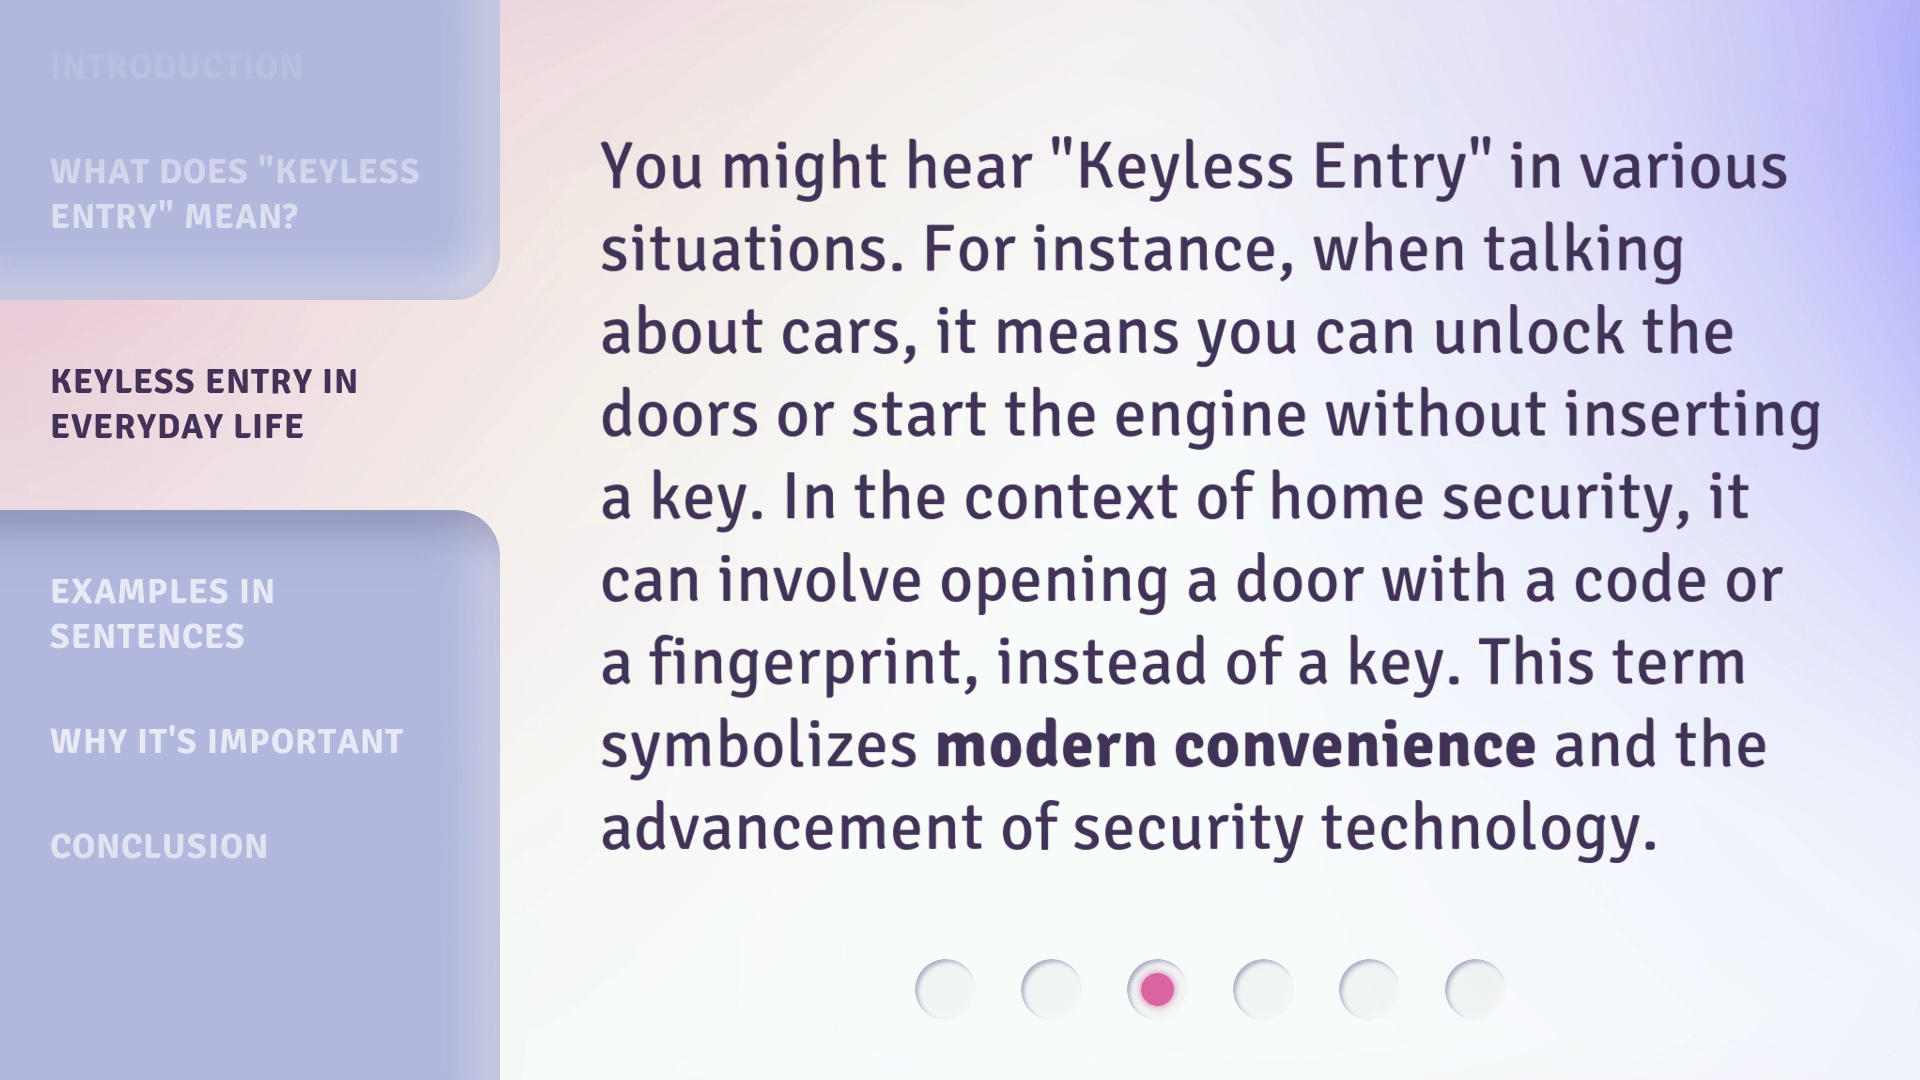 INTRODUCTION
WHAT DOES "KEYLESS
ENTRY" MEAN?
KEYLESS ENTRY IN
EVERYDAY LIFE
EXAMPLES IN
SENTENCES
WHY IT'S IMPORTANT
CONCLUSION
You might hear "Keyless Entry" in various
situations. For instance, when talking
about cars, it means you can unlock the
doors or start the engine without inserting
a key. In the context of home security, it
can involve opening a door with a code or
a fingerprint, instead of a key. This term
symbolizes modern convenience and the
advancement of security technology.